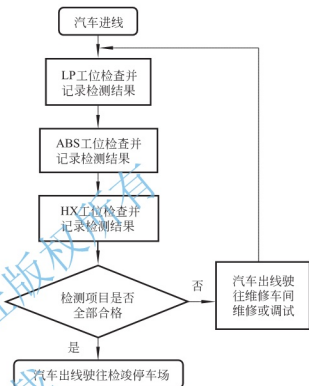 汽车进线
LP工位检查并
记录检测结果
ABS工位检查并
记录检测结果
HX工位检查并
记录检测结果
检测项目是否
全部合格
否
汽车出线驶
往维修车间
维修或调试
是
汽车出线驶往检竣停车场
版权所有